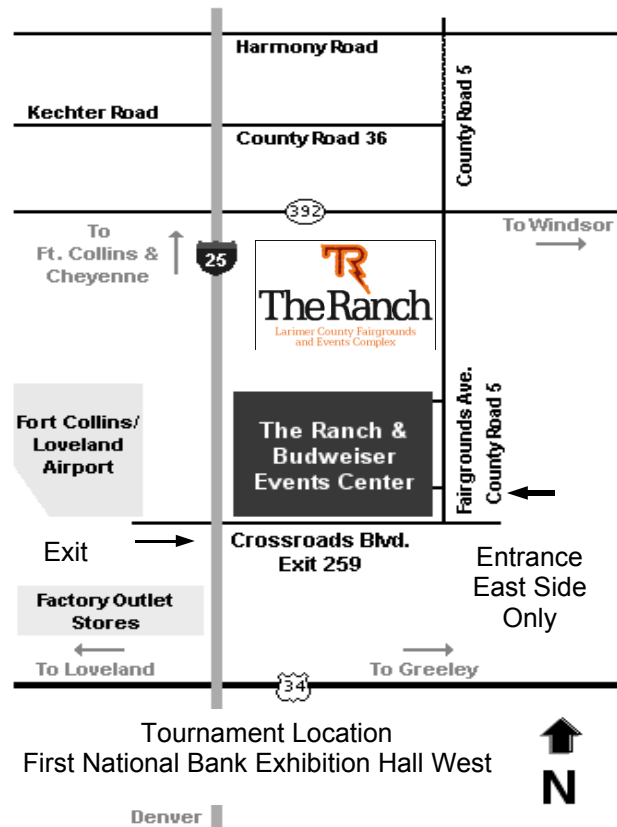 Harmony Road
County Road 5
Kechter Road
County Road 36
392
To
Ft. Collins &
Cheyenne
25
To Windsor
TR
The Ranch
Larimer County Fairgrounds
and Events Complex
Fort Collins/
Loveland
Airport
The Ranch &
Budweiser
Events Center
Fairgrounds Ave.
County Road 5
Exit
Crossroads Blvd.
Exit 259
Entrance
East Side
Only
Factory Outlet
Stores
To Loveland
To Greeley
34
Tournament Location
First National Bank Exhibition Hall West
N
Denver